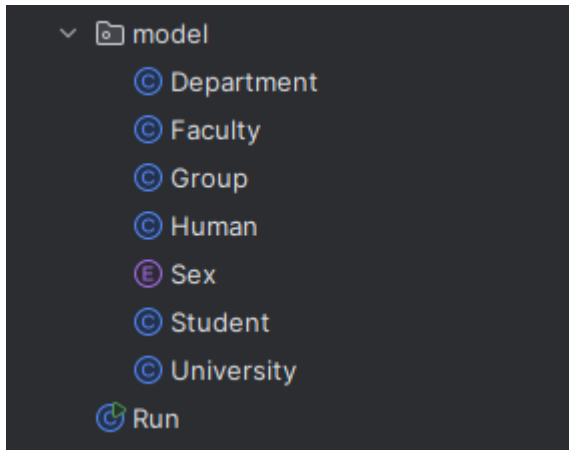 model
C Department
C Faculty
C Group
C Human
E Sex
C Student
C University
C Run